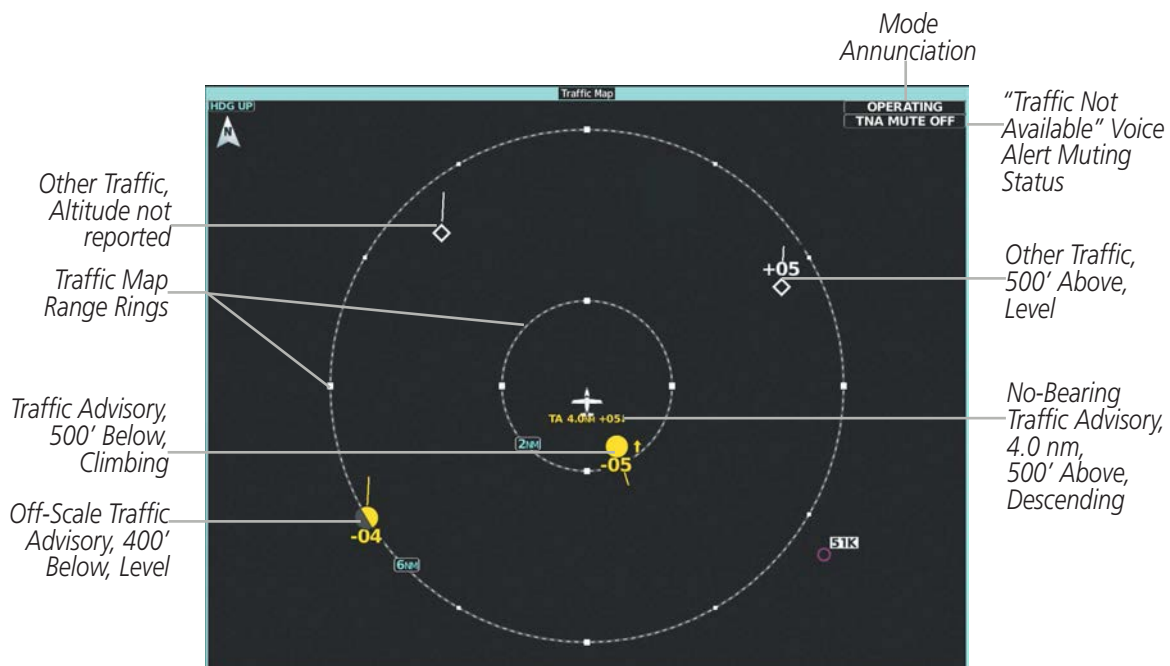 Mode
Annunciation
Traffic Map
HDG UP
N
OPERATING
TNA MUTE OFF
"Traffic Not
Available" Voice
Alert Muting
Status
Other Traffic,
Altitude not
reported
Traffic Map
Range Rings
+05
Other Traffic,
500' Above,
Level
Traffic Advisory,
500' Below,
Climbing
TA 4.0NM +05↓
2NM
-05 ↑
No-Bearing
Traffic Advisory,
4.0 nm,
500' Above,
Descending
Off-Scale Traffic
Advisory, 400'
Below, Level
-04
6NM
51K